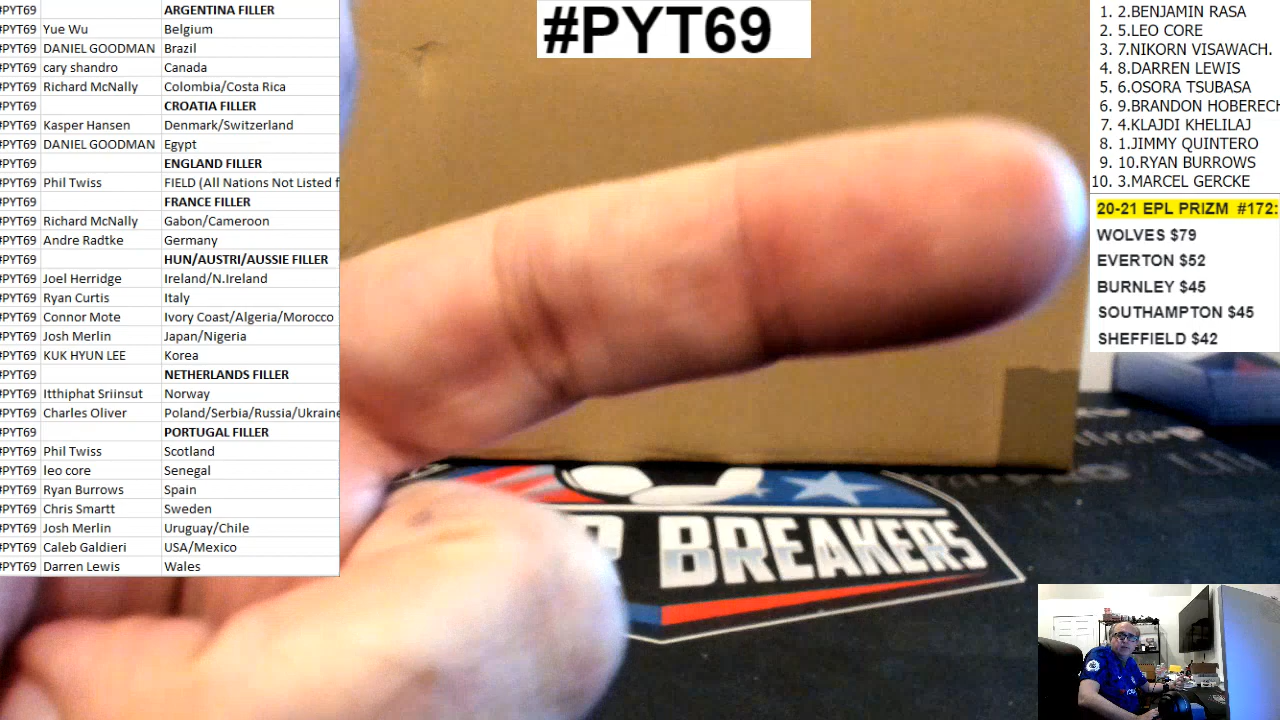 #PYT69
#PYT69 ARGENTINA FILLER
#PYT69 Yue Wu Belgium
#PYT69 DANIEL GOODMAN Brazil
#PYT69 cary shandro Canada
#PYT69 Richard McNally Colombia/Costa Rica
#PYT69 CROATIA FILLER
#PYT69 Kasper Hansen Denmark/Switzerland
#PYT69 DANIEL GOODMAN Egypt
#PYT69 ENGLAND FILLER
#PYT69 Phil Twiss FIELD (All Nations Not Listed f
#PYT69 FRANCE FILLER
#PYT69 Richard McNally Gabon/Cameroon
#PYT69 Andre Radtke Germany
#PYT69 HUN/AUSTRI/AUSSIE FILLER
#PYT69 Joel Herridge Ireland/N.Ireland
#PYT69 Ryan Curtis Italy
#PYT69 Connor Mote Ivory Coast/Algeria/Morocco
#PYT69 Josh Merlin Japan/Nigeria
#PYT69 KUK HYUN LEE Korea
#PYT69 NETHERLANDS FILLER
#PYT69 Itthiphat Sriinsut Norway
#PYT69 Charles Oliver Poland/Serbia/Russia/Ukraine
#PYT69 PORTUGAL FILLER
#PYT69 Phil Twiss Scotland
#PYT69 leo core Senegal
#PYT69 Ryan Burrows Spain
#PYT69 Chris Smartt Sweden
#PYT69 Josh Merlin Uruguay/Chile
#PYT69 Caleb Galdieri USA/Mexico
#PYT69 Darren Lewis Wales
1. 2.BENJAMIN RASA
2. 5.LEO CORE
3. 7.NIKORN VISAWACH.
4. 8.DARREN LEWIS
5. 6.OSORA TSUBASA
6. 9.BRANDON HOBERECH
7. 4.KLAJDI KHELILAJ
8. 1.JIMMY QUINTERO
9. 10.RYAN BURROWS
10. 3.MARCEL GERCKE
20-21 EPL PRIZM #172:
WOLVES $79
EVERTON $52
BURNLEY $45
SOUTHAMPTON $45
SHEFFIELD $42
BREAKERS